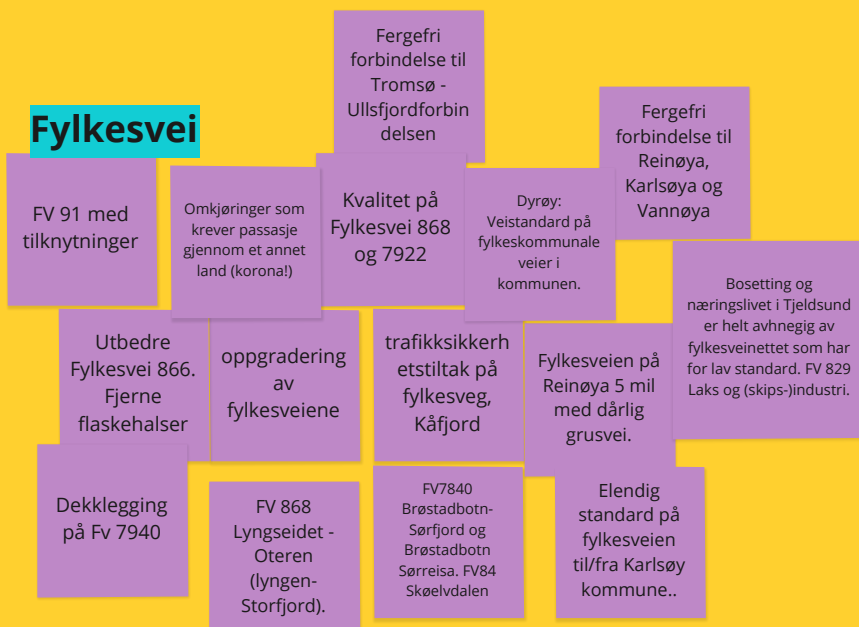 Fergefri
forbindelse til
Tromsø -
Ullsfjordforbin
delsen
Fylkesvei
Fergefri
forbindelse til
Reinøya,
Karlsøya og
Vannøya
FV 91 med
tilknytninger
Omkjøringer som
krever passasje
gjennom et annet
land (korona!)
Kvalitet på
Fylkesvei 868
og 7922
Dyrøy:
Veistandard på
fylkeskommunale
veier i
kommunen.
Bosetting og
næringslivet i Tjeldsund
er helt avhnegig av
fylkesveinettet som har
for lav standard. FV 829
Laks og (skips-)industri.
Utbedre
Fylkesvei 866.
Fjerne
flaskehalser
oppgradering
av
fylkesveiene
trafikksikkerh
etstiltak på
fylkesveg,
Kåfjord
Fylkesveien på
Reinøya 5 mil
med dårlig
grusvei.
Dekklegging
på Fv 7940
FV 868
Lyngseidet -
Oteren
(lyngen-
Storfjord).
FV7840
Brøstadbotn-
Sørfjord og
Brøstadbotn
Sørreisa. FV84
Skøelvdalen
Elendig
standard på
fylkesveien
til/fra Karlsøy
kommune..